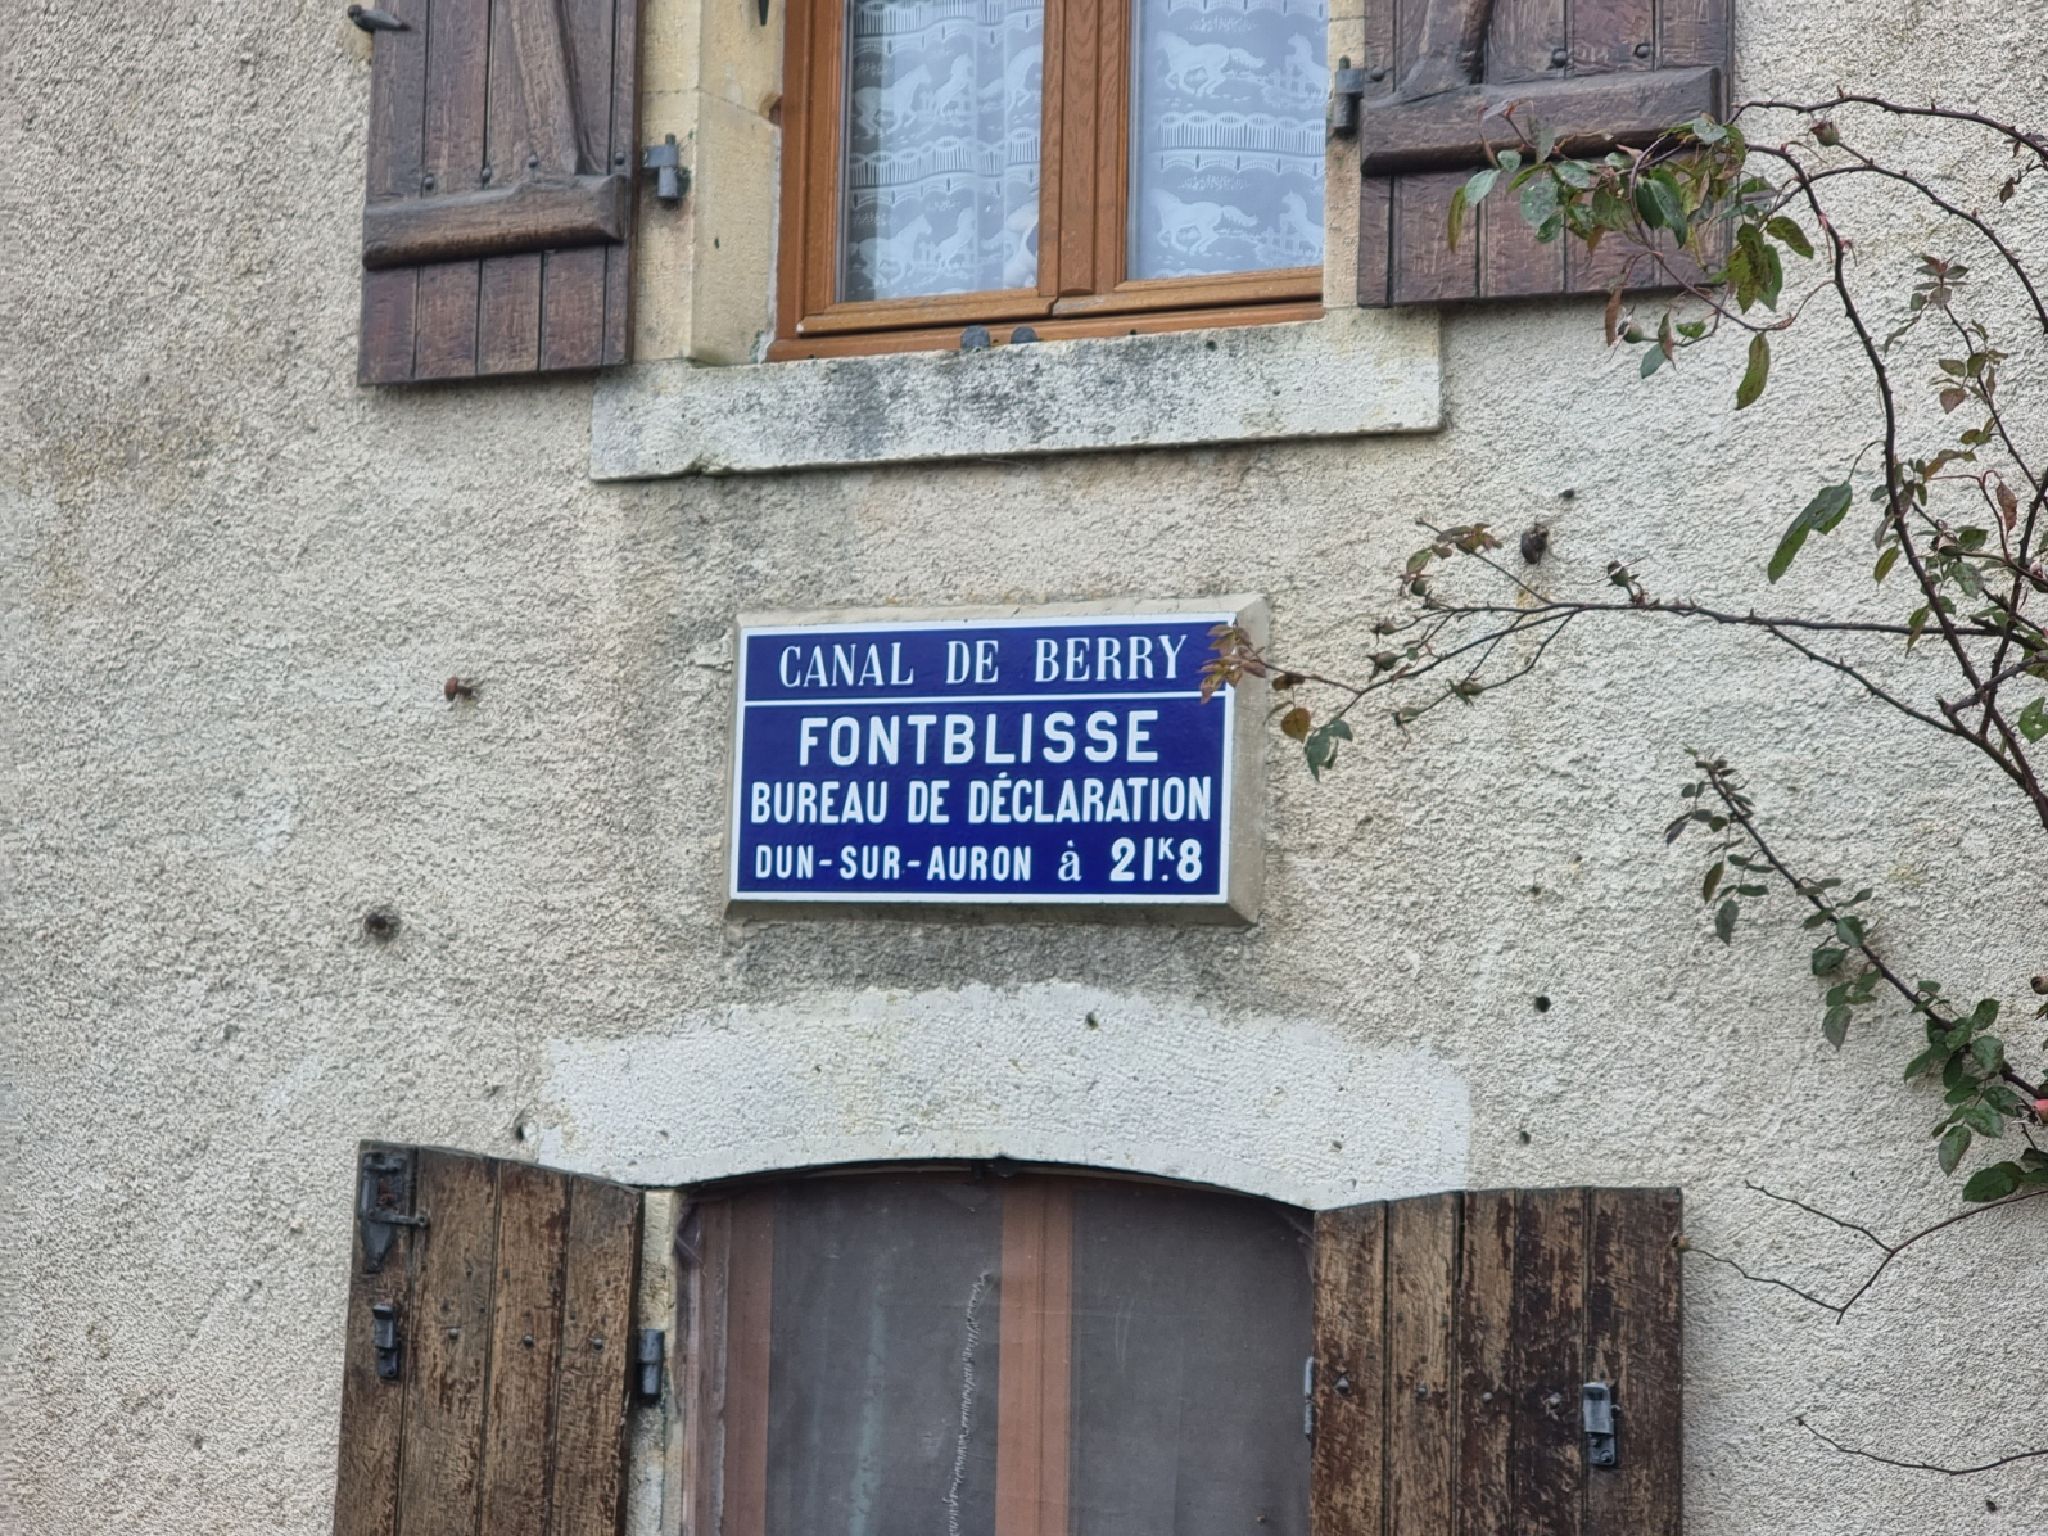 CANAL DE BERRY
FONTBLISSE
BUREAU DE DÉCLARATION
DUN-SUR-AURON à 21ᴷ.8